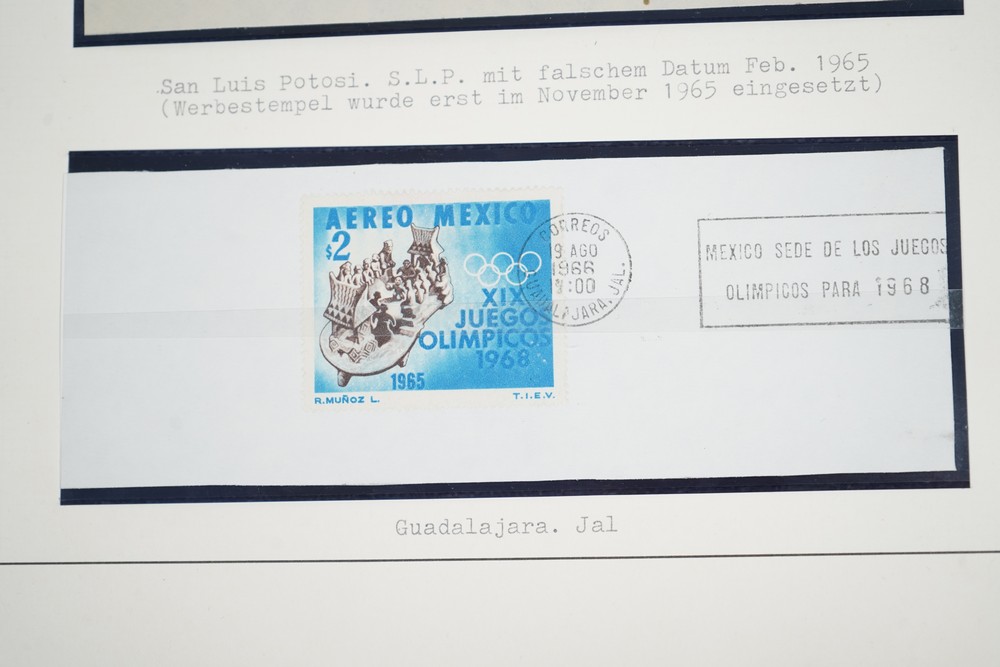 San Luis Potosi. S.L.P. mit falschem Datum Feb. 1965
(Werbestempel wurde erst im November 1965 eingesetzt)
AEREO MEXICO
$2
XIX
JUEGOS
OLIMPICOS
1968
1965
R.MUÑOZ L.
T.I.E.V.
CORREOS
19 AGO
1966
:00
GUADALAJARA, JAL.
MEXICO SEDE DE LOS JUEGOS
OLIMPICOS PARA 1968
Guadalajara. Jal